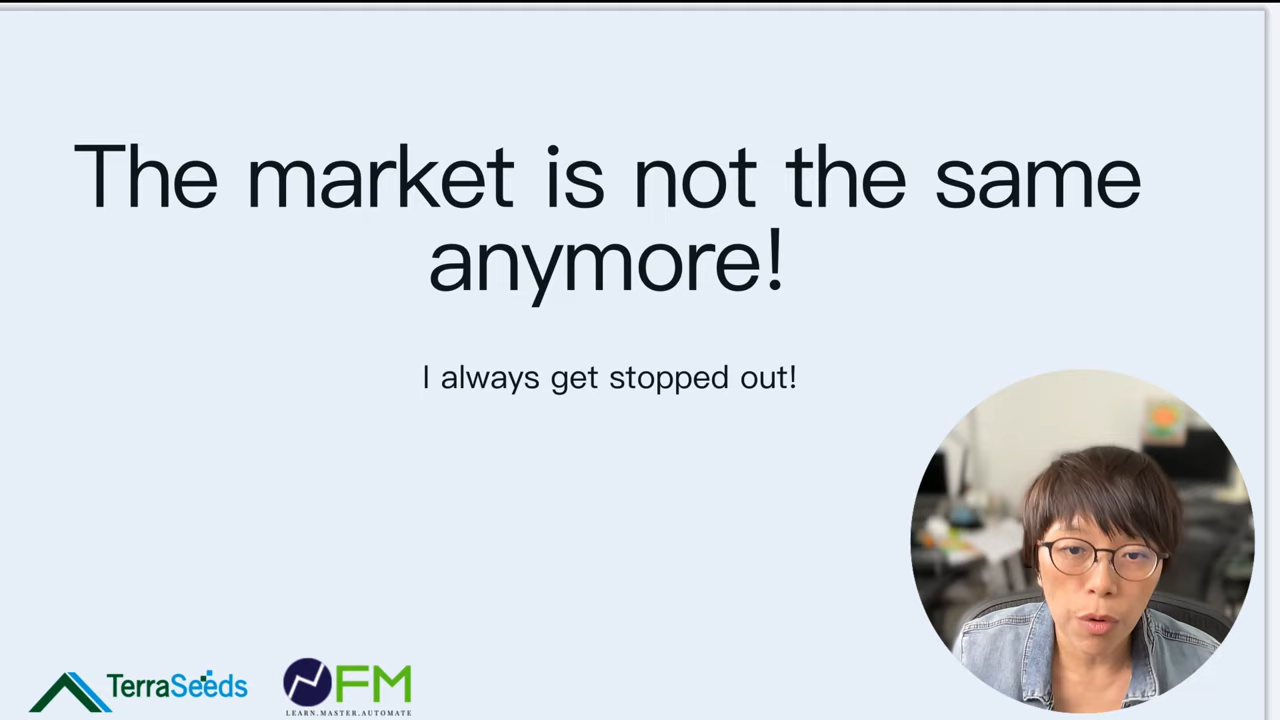 The market is not the same
anymore!
I always get stopped out!
TerraSeeds
FM
LEARN.MASTER.AUTOMATE